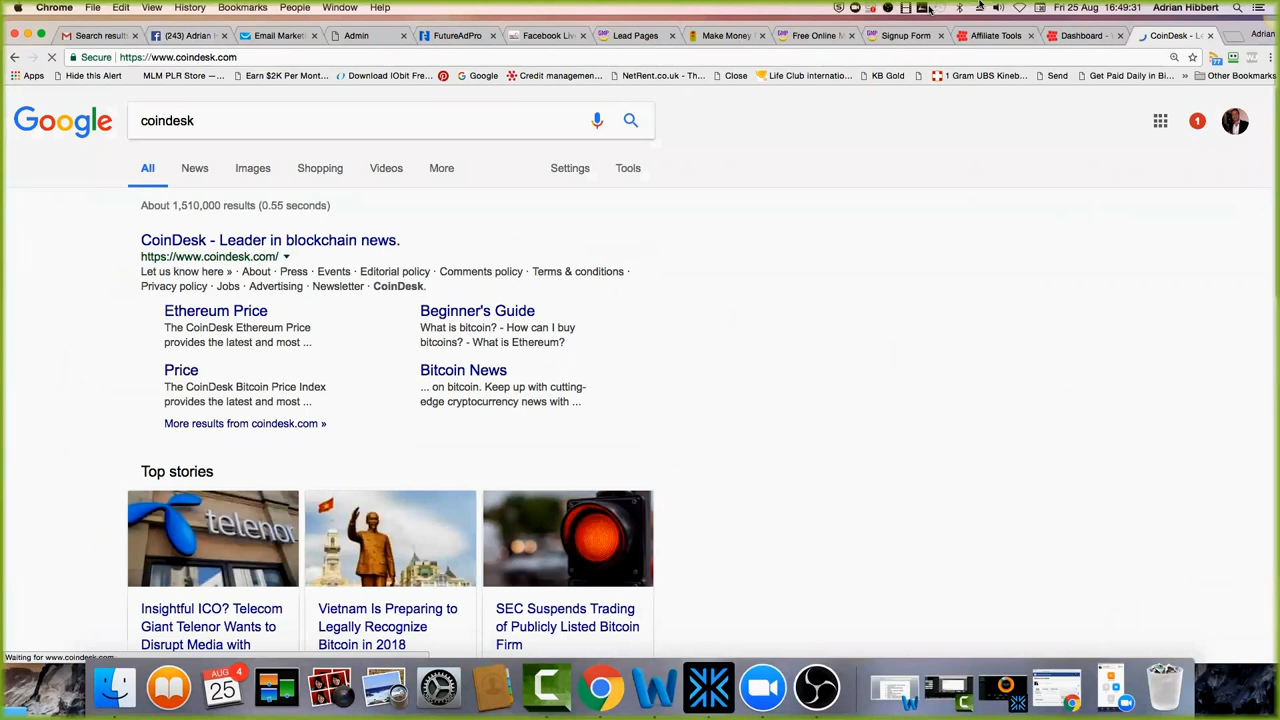 Chrome File Edit View History Bookmarks People Window Help Fri 25 Aug 16:49:31 Adrian Hibbert
Search results (243) Adrian H Email Marketi Admin FutureAdPro Facebook Live Lead Pages Make Money Free Online M Signup Form Affiliate Tools Dashboard - CoinDesk - Le Adrian
Secure https://www.coindesk.com
Apps Hide this Alert MLM PLR Store —... Earn $2K Per Mont... Download IObit Fre... Google Credit managemen... NetRent.co.uk - Th... Close Life Club internatio... KB Gold 1 Gram UBS Kineb... Send Get Paid Daily in Bi... » Other Bookmarks
Google coindesk 1
All News Images Shopping Videos More Settings Tools
About 1,510,000 results (0.55 seconds)
CoinDesk - Leader in blockchain news.
https://www.coindesk.com/
Let us know here » · About · Press · Events · Editorial policy · Comments policy · Terms & conditions ·
Privacy policy · Jobs · Advertising · Newsletter · CoinDesk.
Ethereum Price
The CoinDesk Ethereum Price
provides the latest and most ...
Beginner's Guide
What is bitcoin? - How can I buy
bitcoins? - What is Ethereum?
Price
The CoinDesk Bitcoin Price Index
provides the latest and most ...
Bitcoin News
... on bitcoin. Keep up with cutting-
edge cryptocurrency news with ...
More results from coindesk.com »
Top stories
telenor
Insightful ICO? Telecom
Giant Telenor Wants to
Disrupt Media with
Vietnam Is Preparing to
Legally Recognize
Bitcoin in 2018
SEC Suspends Trading
of Publicly Listed Bitcoin
Firm
Waiting for www.coindesk.com...
AUG 4
25